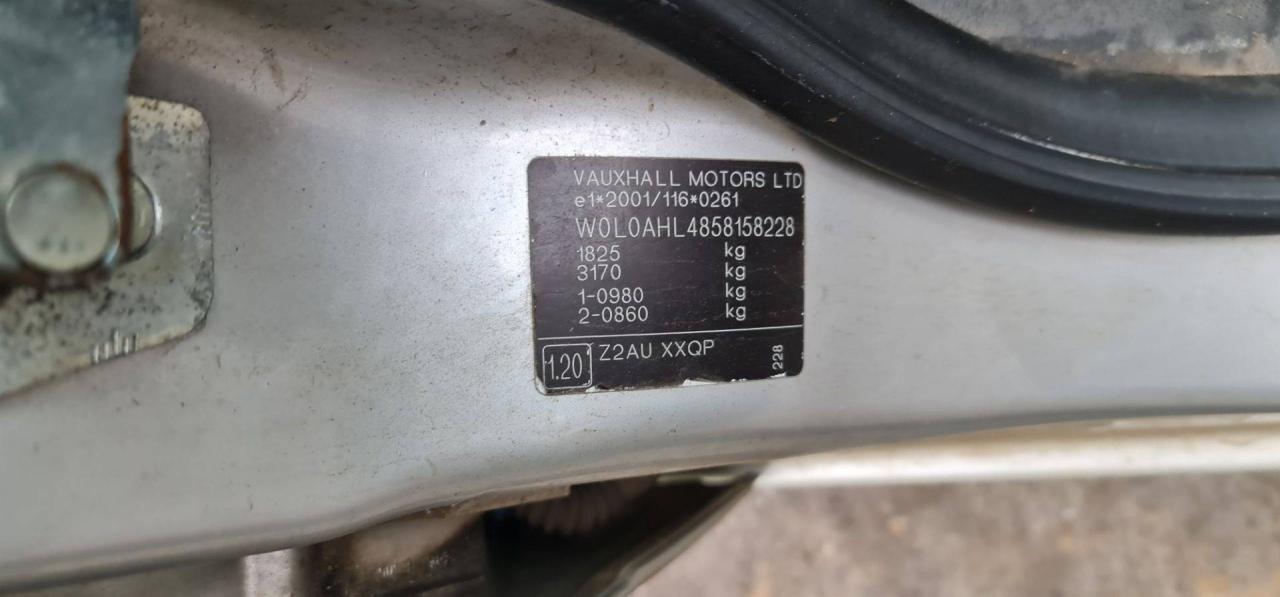 VAUXHALL MOTORS LTD
e1*2001/116*0261
W0L0AHL4858158228
1825 kg
3170 kg
1-0980 kg
2-0860 kg
1.20 Z2AU XXQP 228